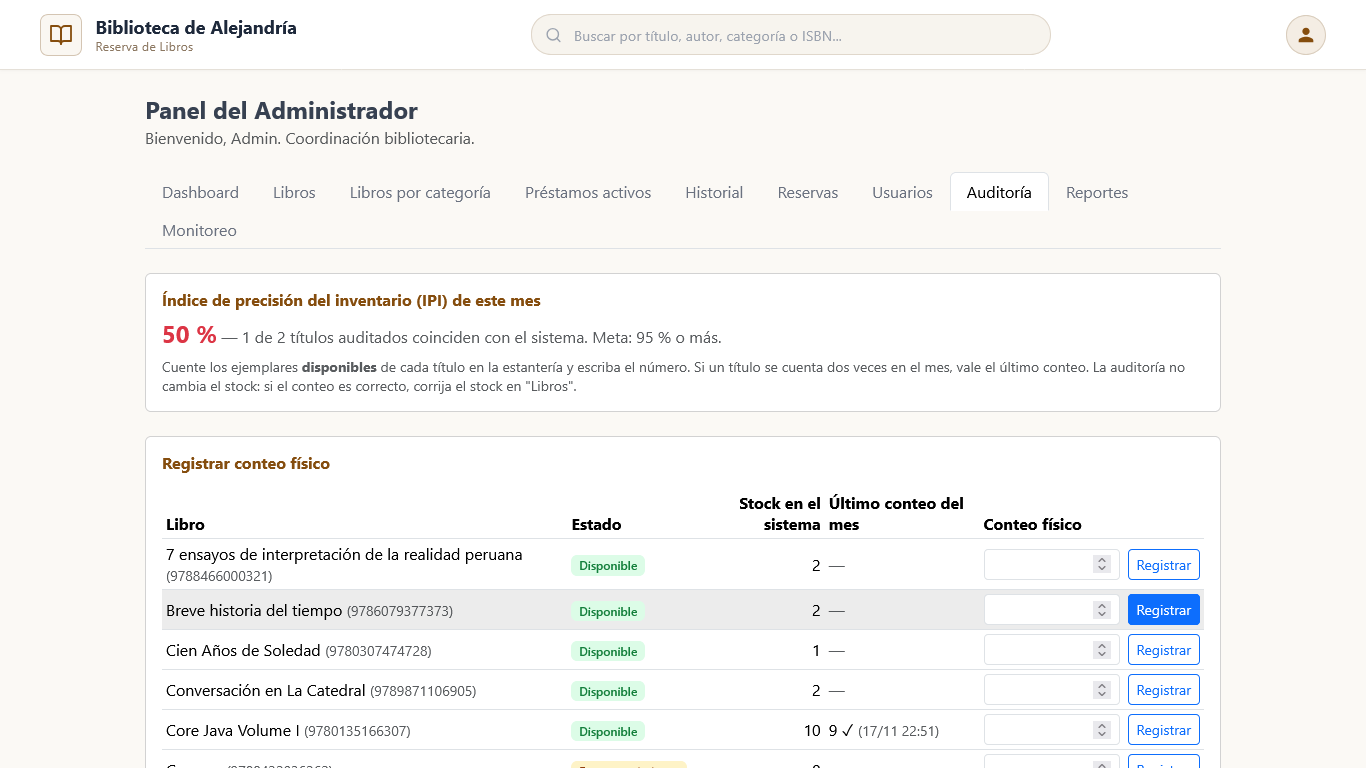 Biblioteca de Alejandría
Reserva de Libros
Buscar por título, autor, categoría o ISBN...
Panel del Administrador
Bienvenido, Admin. Coordinación bibliotecaria.
Dashboard Libros Libros por categoría Préstamos activos Historial Reservas Usuarios Auditoría Reportes
Monitoreo
Índice de precisión del inventario (IPI) de este mes
50 % — 1 de 2 títulos auditados coinciden con el sistema. Meta: 95 % o más.
Cuente los ejemplares disponibles de cada título en la estantería y escriba el número. Si un título se cuenta dos veces en el mes, vale el último conteo. La auditoría no
cambia el stock: si el conteo es correcto, corrija el stock en "Libros".
Registrar conteo físico
Libro Estado Stock en el sistema Último conteo del mes Conteo físico
7 ensayos de interpretación de la realidad peruana
(9788466000321) Disponible 2 — Registrar
Breve historia del tiempo (9786079377373) Disponible 2 — Registrar
Cien Años de Soledad (9780307474728) Disponible 1 — Registrar
Conversación en La Catedral (9789871106905) Disponible 2 — Registrar
Core Java Volume I (9780135166307) Disponible 10 9 ✓ (17/11 22:51) Registrar
Registrar